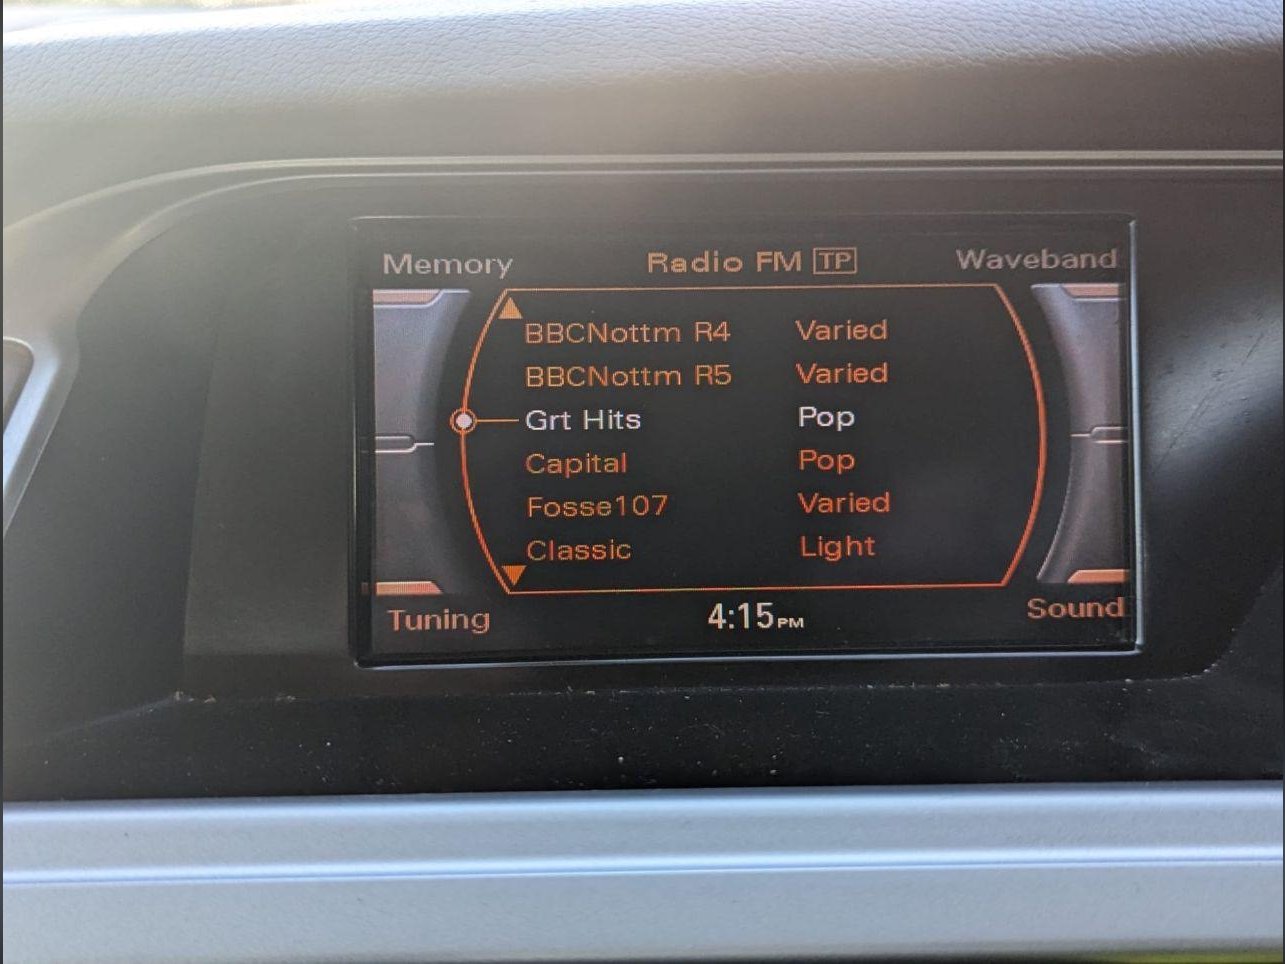 Memory Radio FM TP Waveband
BBCNottm R4 Varied
BBCNottm R5 Varied
Grt Hits Pop
Capital Pop
Fosse107 Varied
Classic Light
Tuning 4:15PM Sound